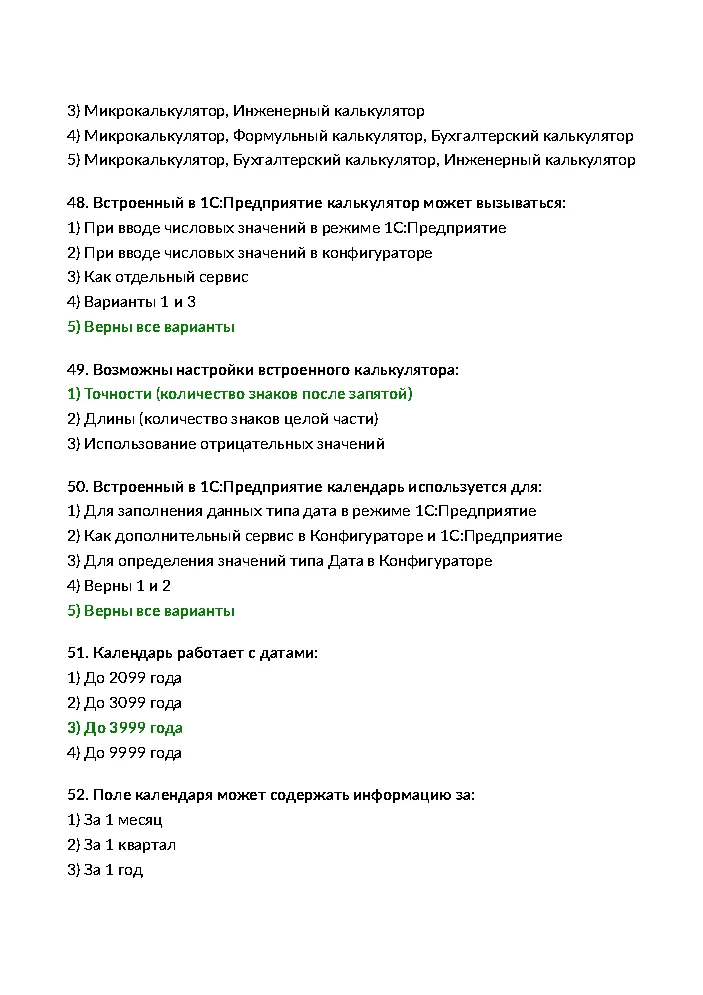 3) Микрокалькулятор, Инженерный калькулятор
4) Микрокалькулятор, Формульный калькулятор, Бухгалтерский калькулятор
5) Микрокалькулятор, Бухгалтерский калькулятор, Инженерный калькулятор
48. Встроенный в 1С:Предприятие калькулятор может вызываться:
1) При вводе числовых значений в режиме 1С:Предприятие
2) При вводе числовых значений в конфигураторе
3) Как отдельный сервис
4) Варианты 1 и 3
5) Верны все варианты
49. Возможны настройки встроенного калькулятора:
1) Точности (количество знаков после запятой)
2) Длины (количество знаков целой части)
3) Использование отрицательных значений
50. Встроенный в 1С:Предприятие календарь используется для:
1) Для заполнения данных типа дата в режиме 1С:Предприятие
2) Как дополнительный сервис в Конфигураторе и 1С:Предприятие
3) Для определения значений типа Дата в Конфигураторе
4) Верны 1 и 2
5) Верны все варианты
51. Календарь работает с датами:
1) До 2099 года
2) До 3099 года
3) До 3999 года
4) До 9999 года
52. Поле календаря может содержать информацию за:
1) За 1 месяц
2) За 1 квартал
3) За 1 год